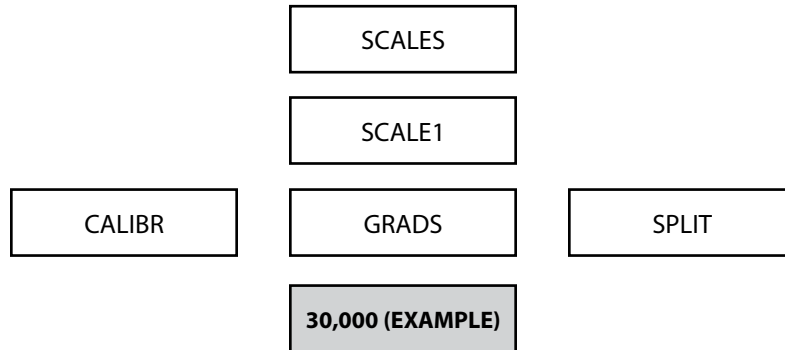 SCALES
SCALE1
CALIBR GRADS SPLIT
30,000 (EXAMPLE)